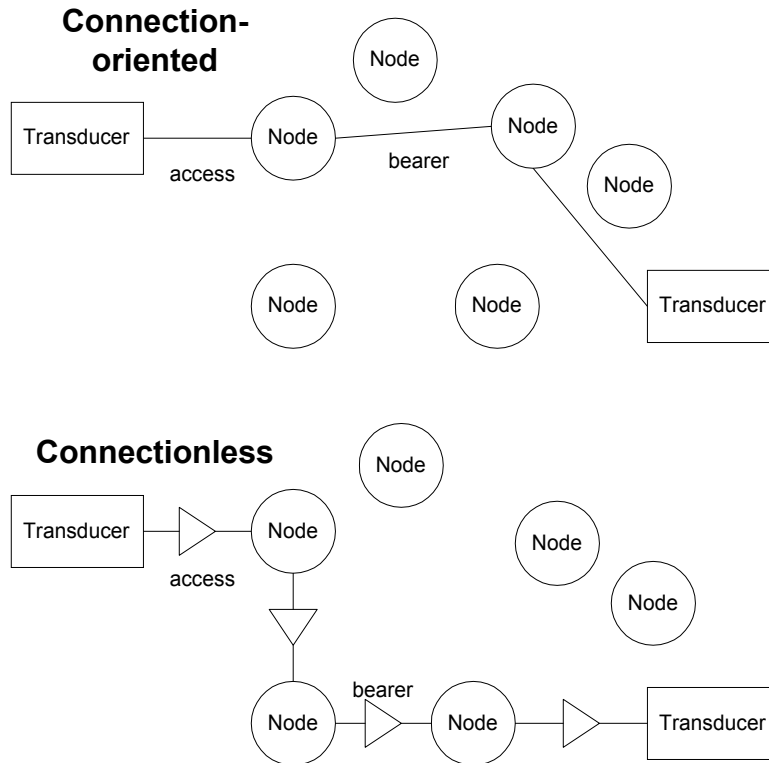 Connection-
oriented
Node
Transducer
Node
Node
access
bearer
Node
Node
Node
Transducer
Connectionless
Node
Transducer
Node
Node
access
Node
bearer
Node
Node
Transducer